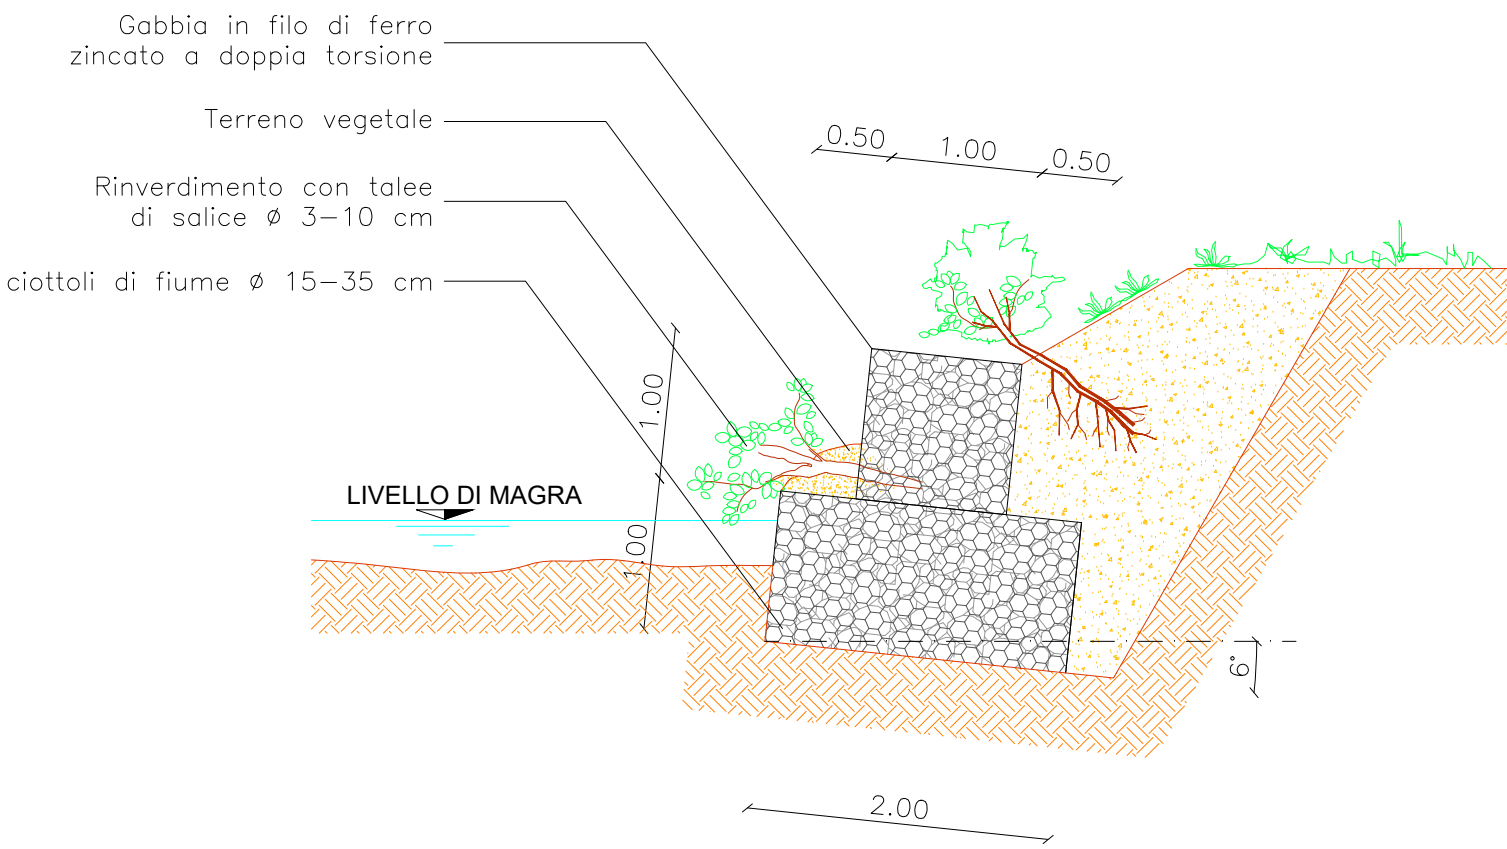 Gabbia in filo di ferro
zincato a doppia torsione
Terreno vegetale
Rinverdimento con talee
di salice ø 3-10 cm
ciottoli di fiume ø 15-35 cm
0.50
1.00
0.50
1.00
1.00
LIVELLO DI MAGRA
6°
2.00